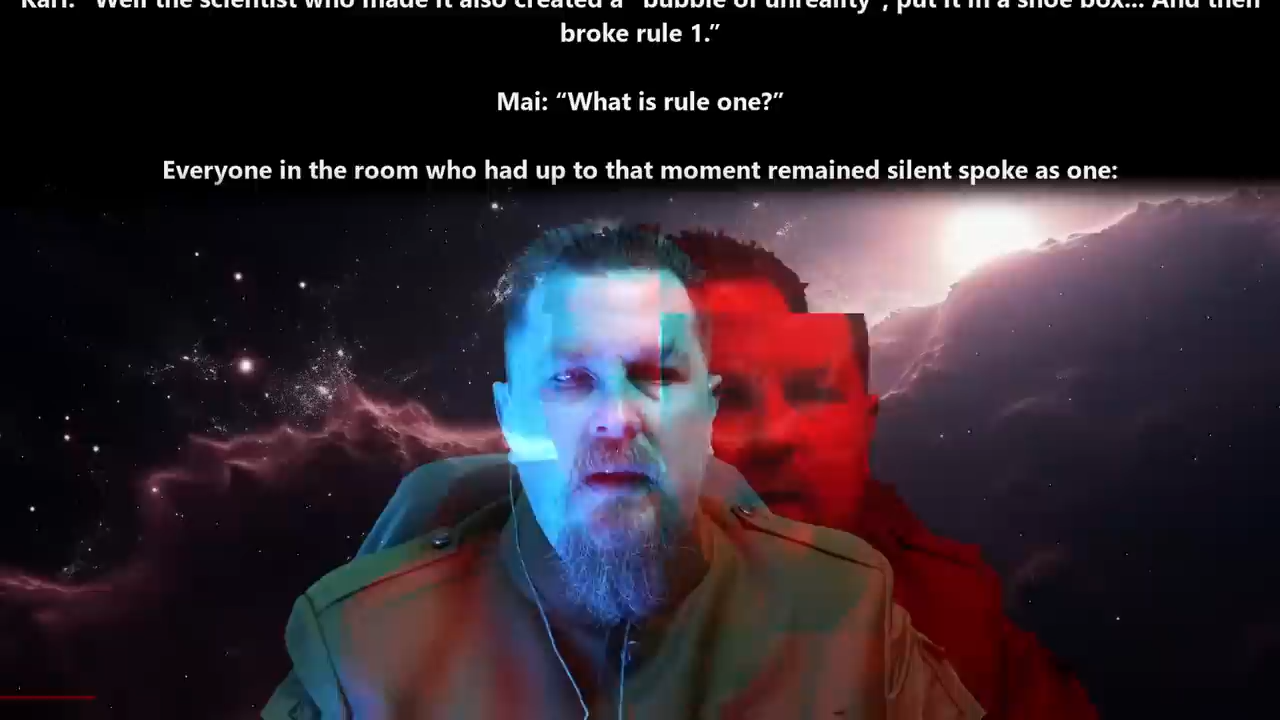 Karl: “Well the scientist who made it also created a “bubble of unreality”, put it in a shoe box... And then
broke rule 1.”
Mai: “What is rule one?”
Everyone in the room who had up to that moment remained silent spoke as one: